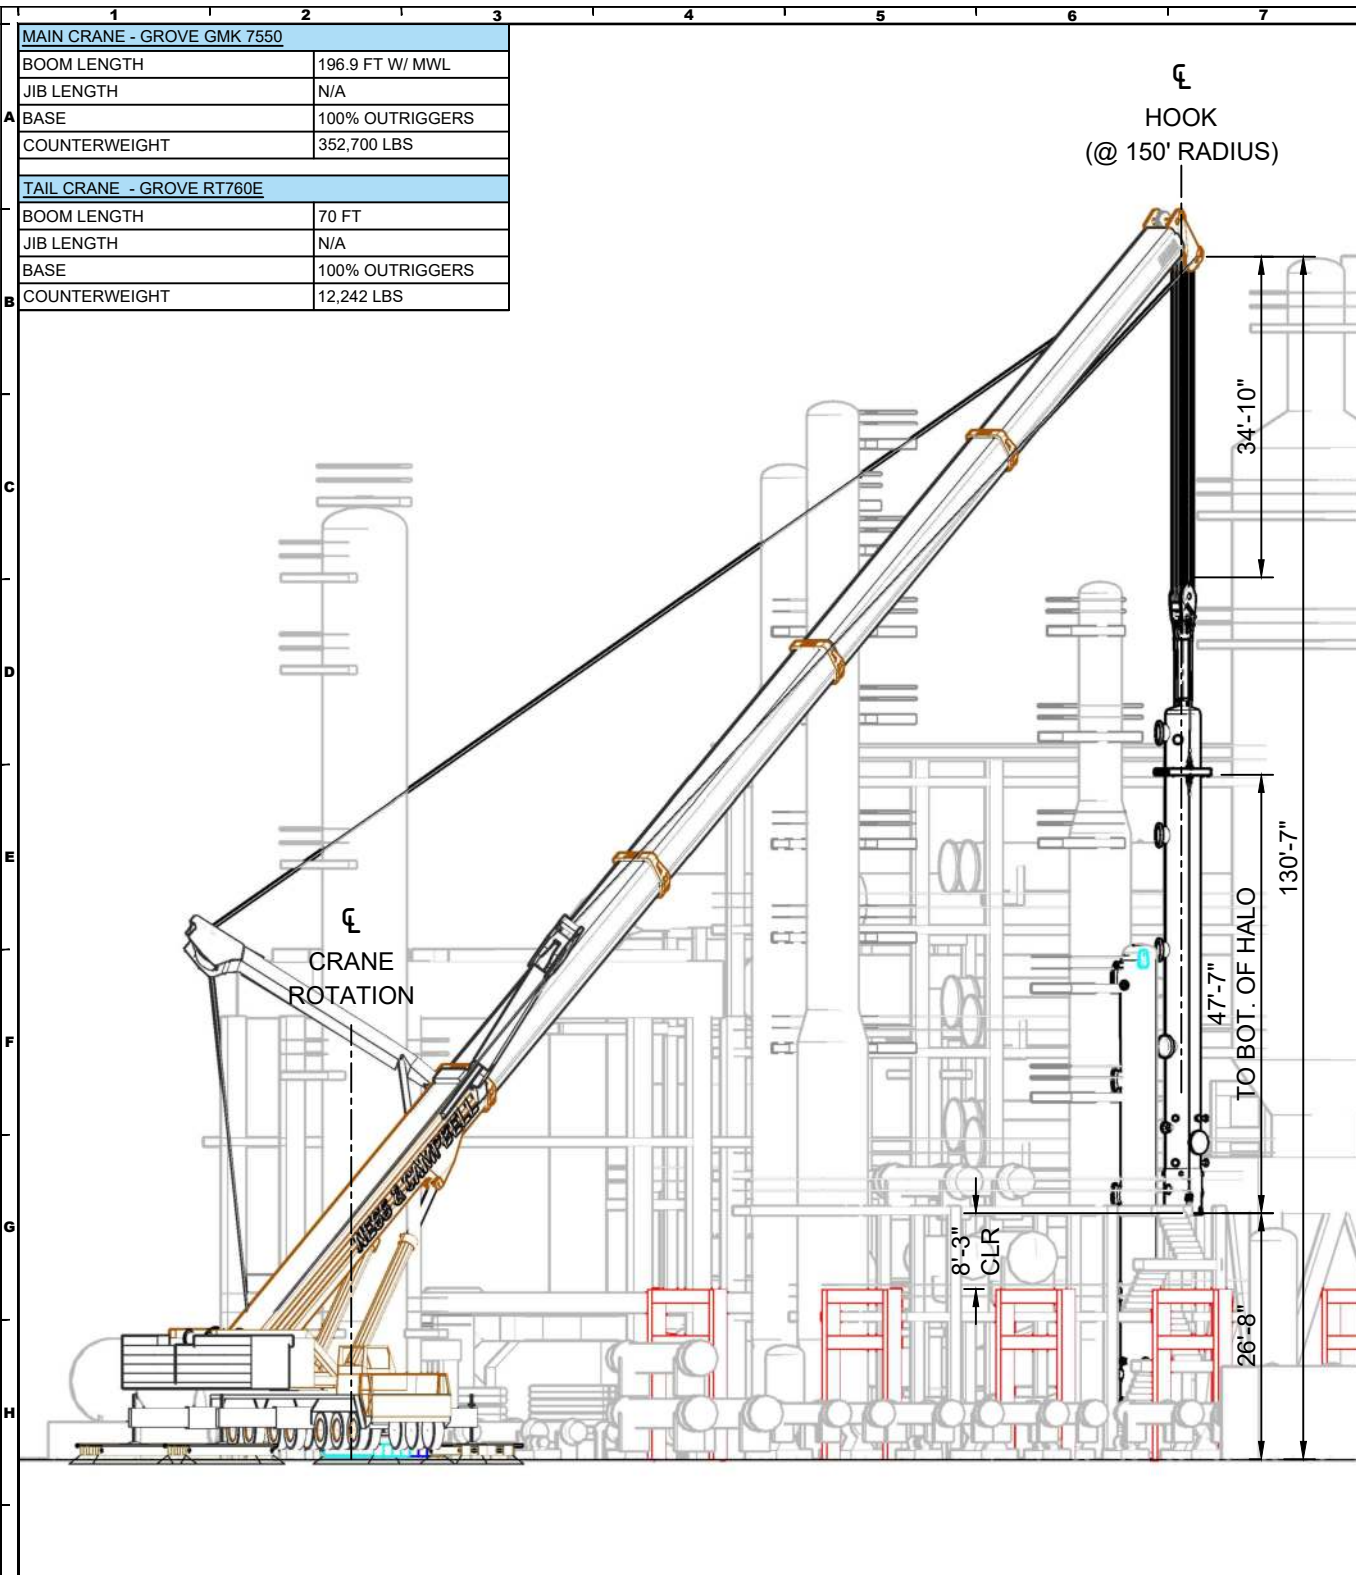 1 2 3 4 5 6 7
MAIN CRANE - GROVE GMK 7550
BOOM LENGTH 196.9 FT W/ MWL
JIB LENGTH N/A
A
BASE 100% OUTRIGGERS
COUNTERWEIGHT 352,700 LBS
TAIL CRANE - GROVE RT760E
BOOM LENGTH 70 FT
JIB LENGTH N/A
BASE 100% OUTRIGGERS
B
COUNTERWEIGHT 12,242 LBS
℄
HOOK
(@ 150' RADIUS)
34'-10"
C
D
E
130'-7"
℄
CRANE
ROTATION
47'-7"
TO BOT. OF HALO
F
NESS & CAMPBELL
G
8'-3"
CLR
26'-8"
H